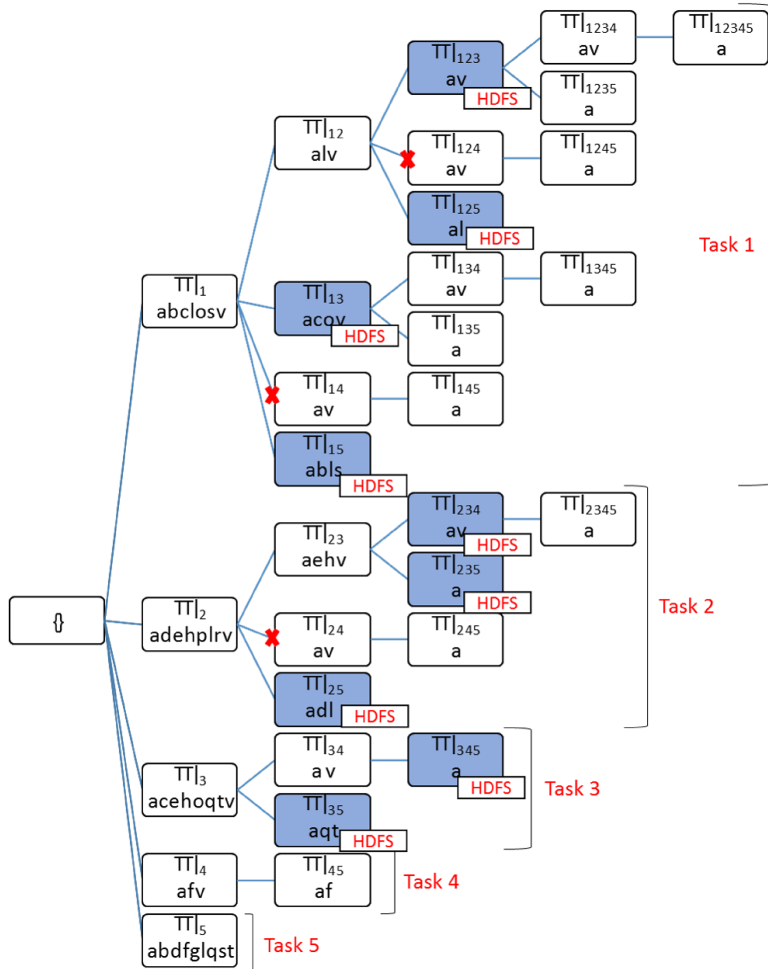 TT|1234
av
TT|12345
a
TT|123
av
HDFS
TT|1235
a
TT|12
alv
TT|124
av
TT|1245
a
TT|125
al
HDFS
Task 1
TT|1
abclosv
TT|13
acov
HDFS
TT|134
av
TT|1345
a
TT|135
a
TT|14
av
TT|145
a
TT|15
abls
HDFS
TT|234
av
HDFS
TT|2345
a
TT|23
aehv
TT|235
a
HDFS
Task 2
{}
TT|2
adehplrv
TT|24
av
TT|245
a
TT|25
adl
HDFS
TT|3
acehoqtv
TT|34
av
TT|345
a
HDFS
Task 3
TT|35
aqt
HDFS
TT|4
afv
TT|45
af
Task 4
TT|5
abdfglqst
Task 5